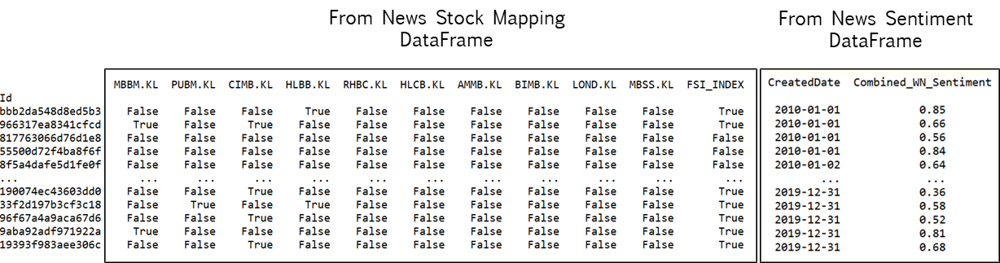 From News Stock Mapping DataFrame
From News Sentiment DataFrame
MBBM.KL PUBM.KL CIMB.KL HLBB.KL RHBC.KL HLCB.KL AMMB.KL BIMB.KL LOND.KL MBSS.KL FSI_INDEX CreatedDate Combined_WN_Sentiment
Id
bbb2da548d8ed5b3 False False False True False False False False False False True 2010-01-01 0.85
966317ea8341cfcd True False True False False False False False False False True 2010-01-01 0.66
817763066d76d1e8 False False False False False False False False False False False 2010-01-01 0.56
55500d72f4ba8f6f False False False False False False False False False False False 2010-01-01 0.84
8f5a4dafe5d1fe0f False False False False False False False False False False False 2010-01-02 0.64
... ... ... ... ... ... ... ... ... ... ... ... ... ...
190074ec43603dd0 False False True False False False False False False False True 2019-12-31 0.36
33f2d197b3cf3c18 False True False True False False False False False False True 2019-12-31 0.58
96f67a4a9aca67d6 False False True False False False False False False False True 2019-12-31 0.52
9aba92adf971922a True False False False False False False False False False True 2019-12-31 0.81
19393f983aee306c False False True False False False False False False False True 2019-12-31 0.68